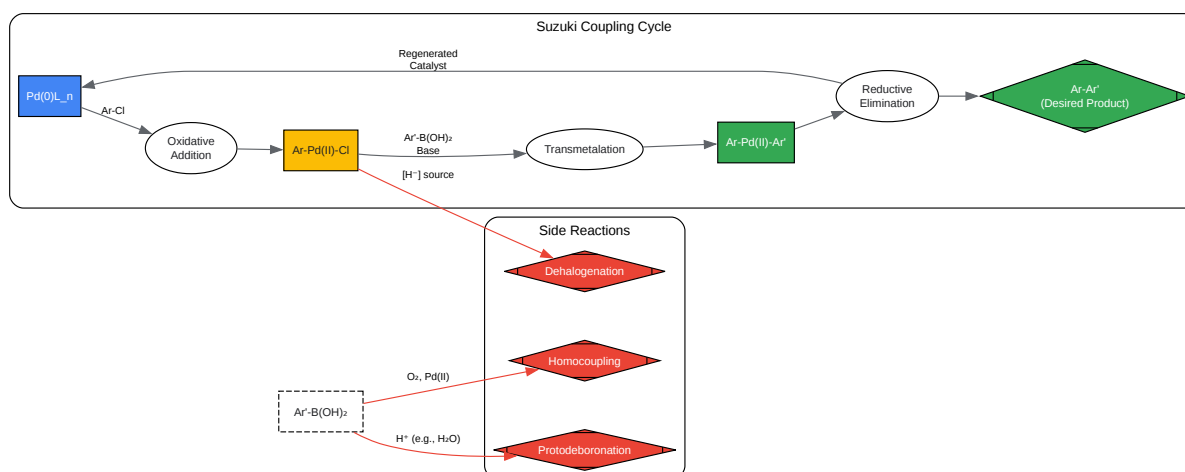 Suzuki Coupling Cycle
Regenerated
Catalyst
Pd(0)L_n
Ar-Cl
Oxidative
Addition
Ar-Pd(II)-Cl
Ar'-B(OH)₂
Base
[H⁻] source
Transmetalation
Ar-Pd(II)-Ar'
Reductive
Elimination
Ar-Ar'
(Desired Product)
Side Reactions
Dehalogenation
Homocoupling
O₂, Pd(II)
Ar'-B(OH)₂
H⁺ (e.g., H₂O)
Protodeboronation